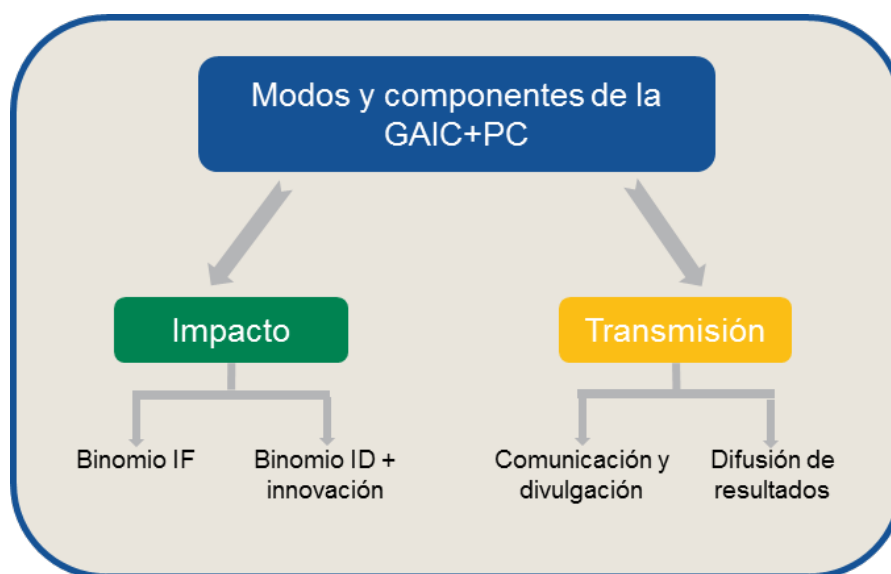 Modos y componentes de la
GAIC+PC
Impacto
Transmisión
Binomio IF
Binomio ID +
innovación
Comunicación y
divulgación
Difusión de
resultados